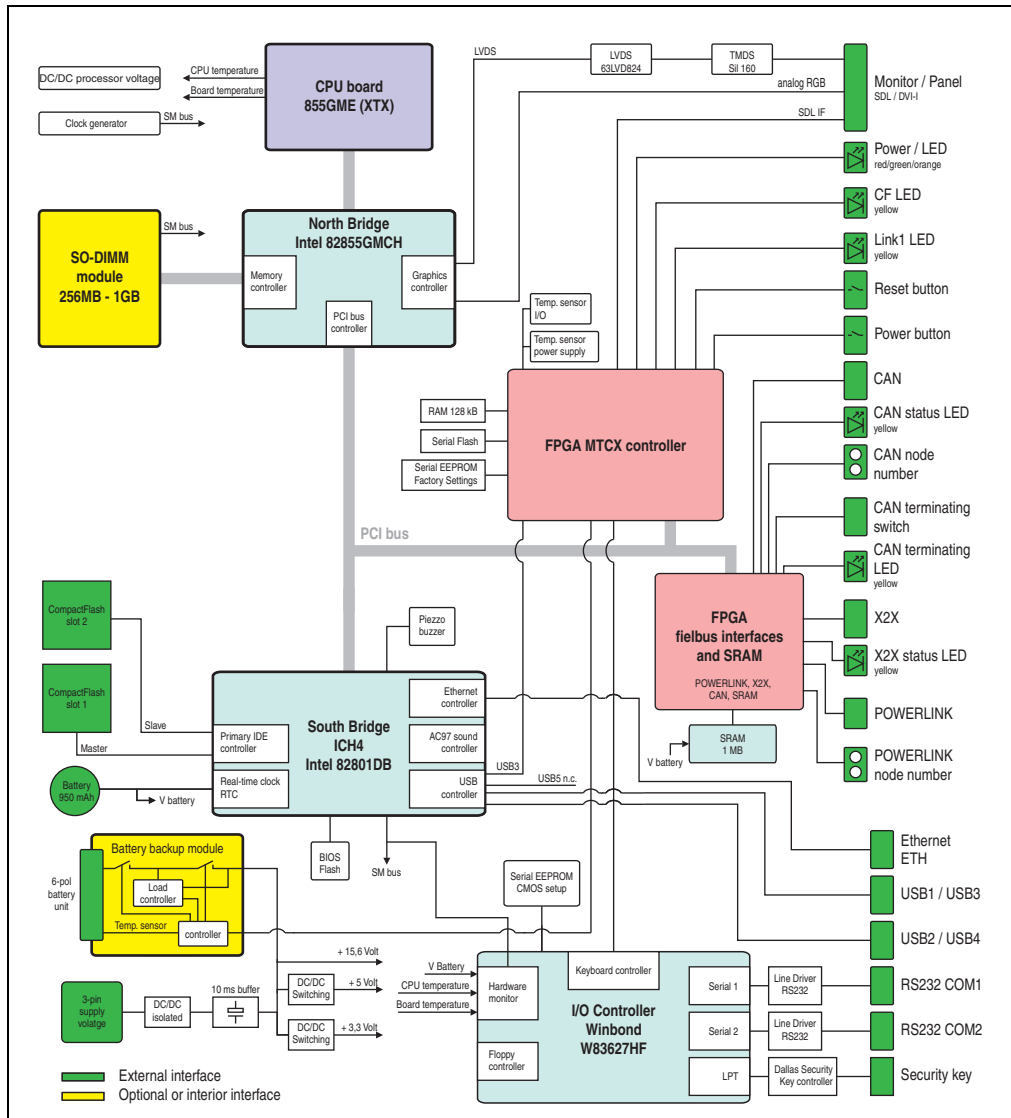 DC/DC processor voltage
CPU temperature
Board temperature
Clock generator
SM bus
CPU board
855GME (XTX)
LVDS
LVDS
63LVD824
TMDS
Sil 160
analog RGB
SDL IF
Monitor / Panel
SDL / DVI-I
Power / LED
red/green/orange
CF LED
yellow
Link1 LED
yellow
Reset button
Power button
CAN
CAN status LED
yellow
CAN node
number
CAN terminating
switch
CAN terminating
LED
yellow
X2X
X2X status LED
yellow
POWERLINK
POWERLINK
node number
SO-DIMM
module
256MB - 1GB
SM bus
North Bridge
Intel 82855GMCH
Memory
controller
Graphics
controller
PCI bus
controller
Temp. sensor
I/O
Temp. sensor
power supply
RAM 128 kB
Serial Flash
Serial EEPROM
Factory Settings
FPGA MTCX controller
PCI bus
FPGA
fielbus interfaces
and SRAM
POWERLINK, X2X,
CAN, SRAM
SRAM
1 MB
V battery
CompactFlash
slot 2
CompactFlash
slot 1
Slave
Master
Piezzo
buzzer
South Bridge
ICH4
Intel 82801DB
Primary IDE
controller
Real-time clock
RTC
Ethernet
controller
AC97 sound
controller
USB
controller
USB3
USB5 n.c.
Battery
950 mAh
V battery
BIOS
Flash
SM bus
Battery backup module
6-pol
battery
unit
Load
controller
Temp. sensor
controller
Serial EEPROM
CMOS setup
Ethernet
ETH
USB1 / USB3
USB2 / USB4
+ 15,6 Volt
DC/DC
Switching
+ 5 Volt
DC/DC
Switching
+ 3,3 Volt
3-pin
supply
volatge
DC/DC
isolated
10 ms buffer
V Battery
CPU temperature
Board temperature
Hardware
monitor
Keyboard controller
Floppy
controller
I/O Controller
Winbond
W83627HF
Serial 1
Line Driver
RS232
RS232 COM1
Serial 2
Line Driver
RS232
RS232 COM2
LPT
Dallas Security
Key controller
Security key
External interface
Optional or interior interface